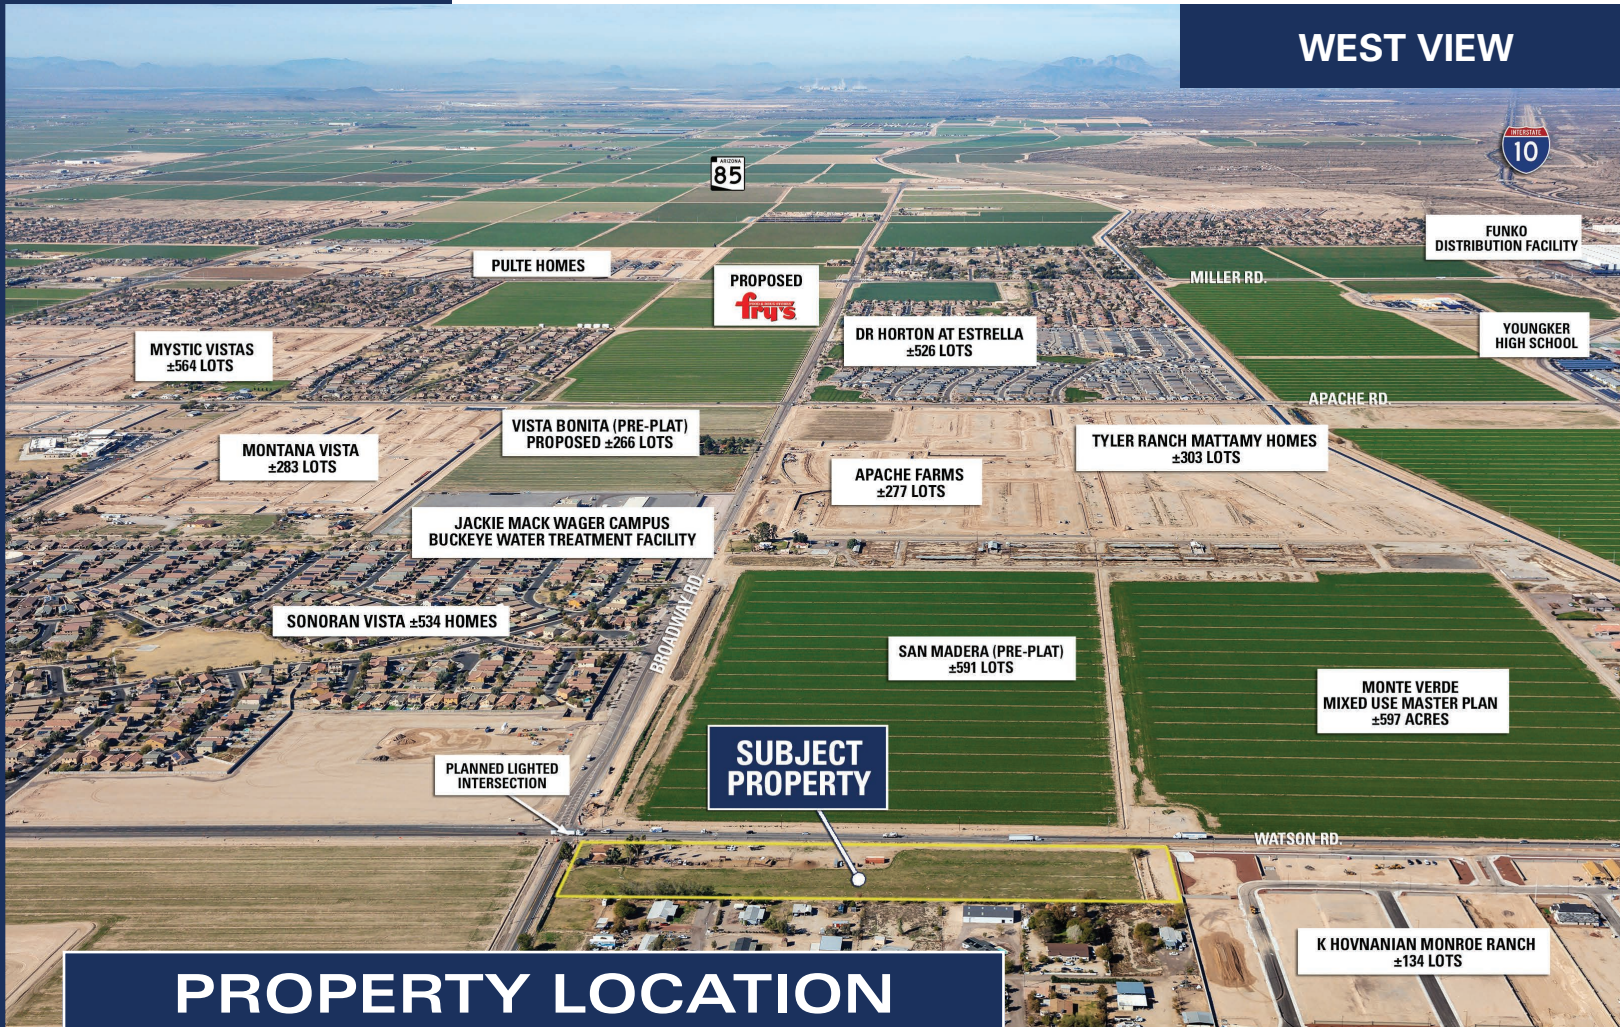 WEST VIEW
INTERSTATE
10
ARIZONA
85
FUNKO
DISTRIBUTION FACILITY
PULTE HOMES
MILLER RD.
PROPOSED
fry's
YOUNGKER
HIGH SCHOOL
DR HORTON AT ESTRELLA
±526 LOTS
MYSTIC VISTAS
±564 LOTS
APACHE RD.
VISTA BONITA (PRE-PLAT)
PROPOSED ±266 LOTS
TYLER RANCH MATTAMY HOMES
±303 LOTS
MONTANA VISTA
±283 LOTS
APACHE FARMS
±277 LOTS
JACKIE MACK WAGER CAMPUS
BUCKEYE WATER TREATMENT FACILITY
BROADWAY RD.
SONORAN VISTA ±534 HOMES
SAN MADERA (PRE-PLAT)
±591 LOTS
MONTE VERDE
MIXED USE MASTER PLAN
±597 ACRES
SUBJECT
PROPERTY
PLANNED LIGHTED
INTERSECTION
WATSON RD.
K HOVNANIAN MONROE RANCH
±134 LOTS
PROPERTY LOCATION